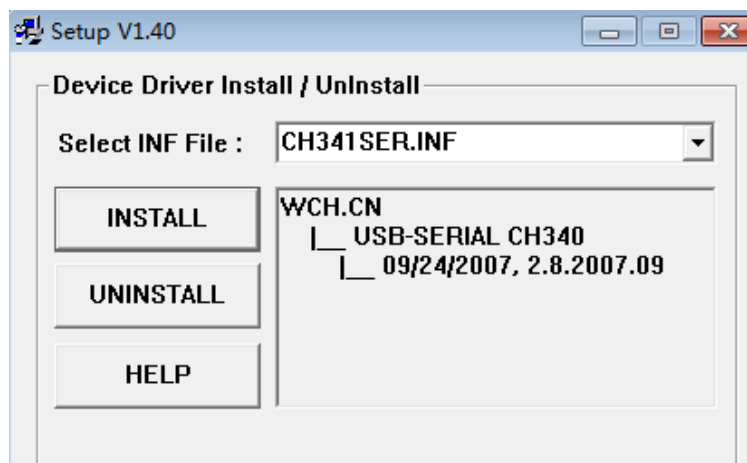 Setup V1.40
Device Driver Install / UnInstall
Select INF File :
CH341SER.INF
INSTALL
WCH.CN
|__ USB-SERIAL CH340
|__ 09/24/2007, 2.8.2007.09
UNINSTALL
HELP